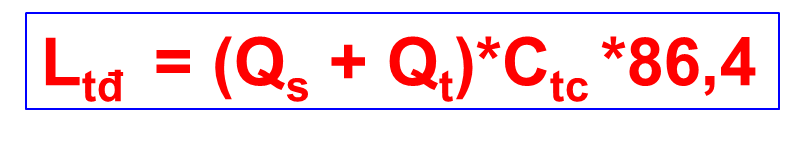 Ltđ = (Qs + Qt)*Ctc *86,4